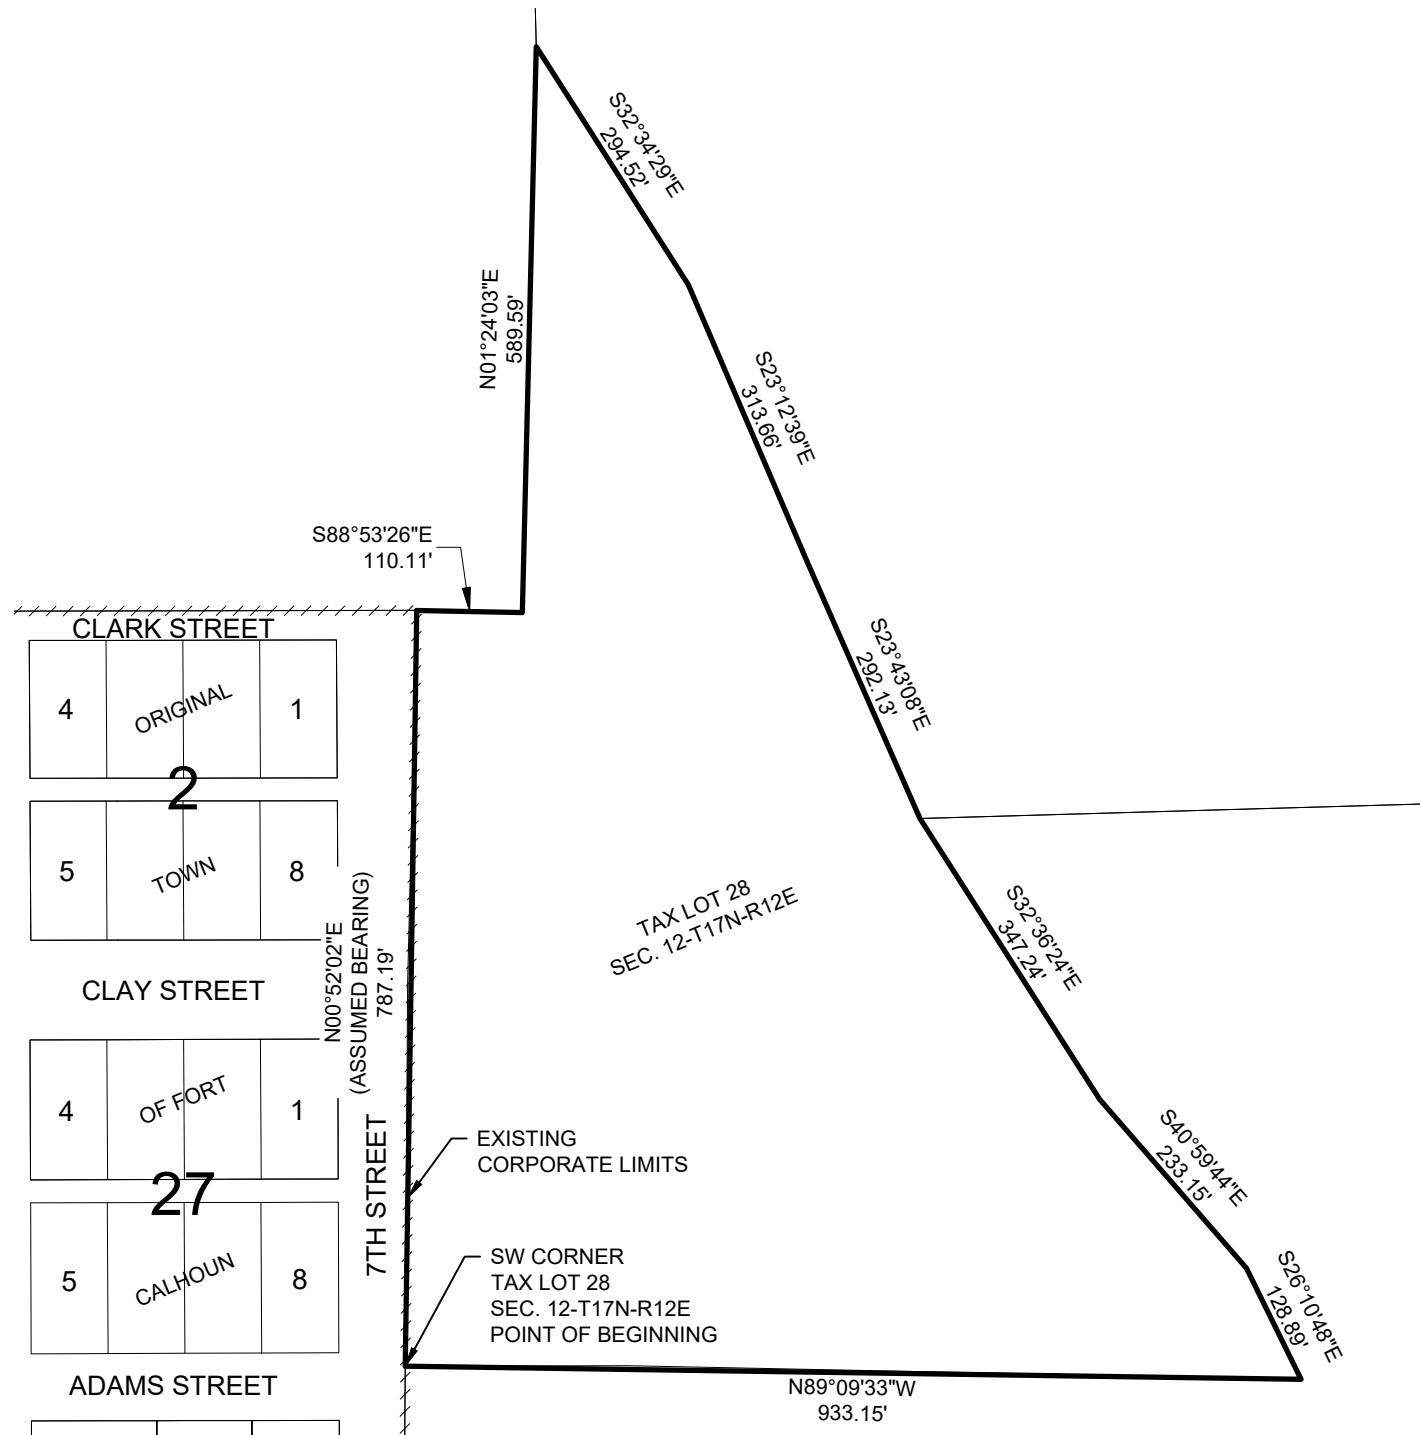 S32°34'29"E
294.52'
N01°24'03"E
589.59'
S23°12'39"E
313.66'
S88°53'26"E
110.11'
CLARK STREET
4
ORIGINAL
1
2
5
TOWN
8
S23°43'08"E
292.13'
TAX LOT 28
SEC. 12-T17N-R12E
S32°36'24"E
347.24'
N00°52'02"E
(ASSUMED BEARING)
787.19'
CLAY STREET
4
OF FORT
1
27
5
CALHOUN
8
7TH STREET
EXISTING
CORPORATE LIMITS
S40°59'44"E
233.15'
SW CORNER
TAX LOT 28
SEC. 12-T17N-R12E
POINT OF BEGINNING
S26°10'48"E
128.89'
ADAMS STREET
N89°09'33"W
933.15'